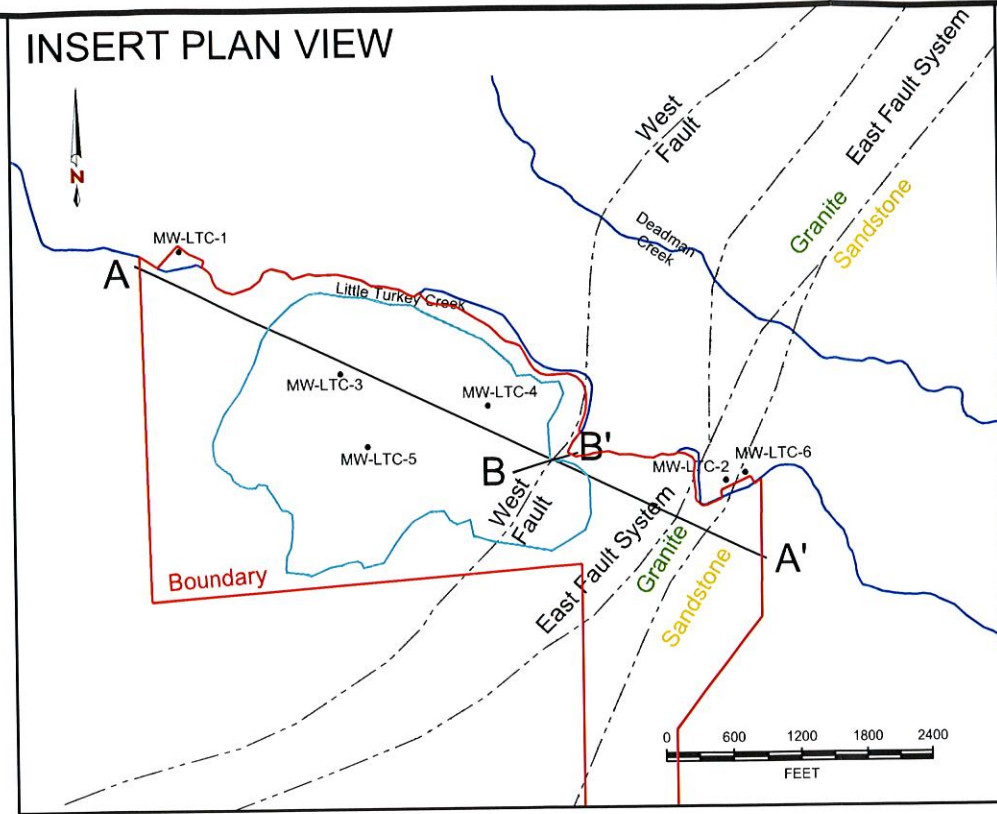 INSERT PLAN VIEW
N
West
Fault
East Fault System
Granite
Sandstone
Deadman
Creek
MW-LTC-1
A
Little Turkey Creek
MW-LTC-3
MW-LTC-4
MW-LTC-5
B
B'
MW-LTC-2
MW-LTC-6
West
Fault
East Fault System
Granite
Sandstone
A'
Boundary
0 600 1200 1800 2400
FEET